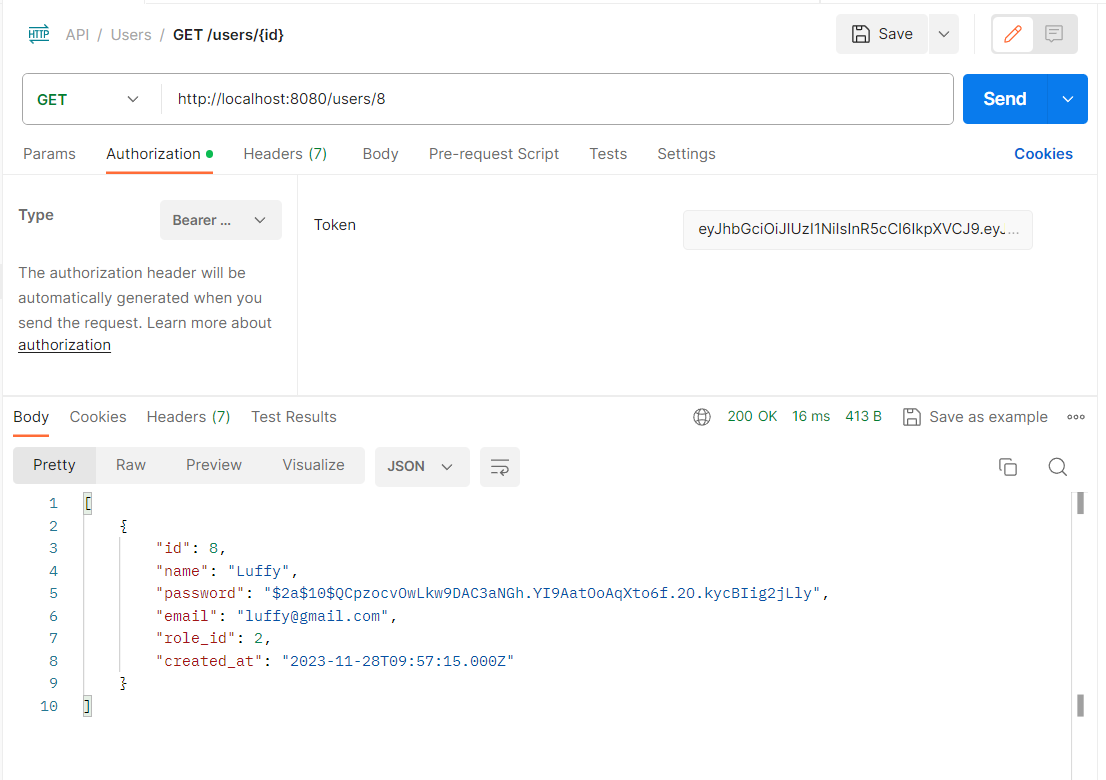 HTTP API / Users / GET /users/{id} Save
GET http://localhost:8080/users/8 Send
Params Authorization Headers (7) Body Pre-request Script Tests Settings Cookies
Type Bearer ... Token eyJhbGciOiJIUzI1NiIsInR5cCI6IkpXVCJ9.eyJ...
The authorization header will be
automatically generated when you
send the request. Learn more about
authorization
Body Cookies Headers (7) Test Results 200 OK 16 ms 413 B Save as example
Pretty Raw Preview Visualize JSON
1 [
2 {
3 "id": 8,
4 "name": "Luffy",
5 "password": "$2a$10$QCpzocvOwLkw9DAC3aNGh.YI9AatOoAqXto6f.2O.kycBIig2jLly",
6 "email": "luffy@gmail.com",
7 "role_id": 2,
8 "created_at": "2023-11-28T09:57:15.000Z"
9 }
10 ]